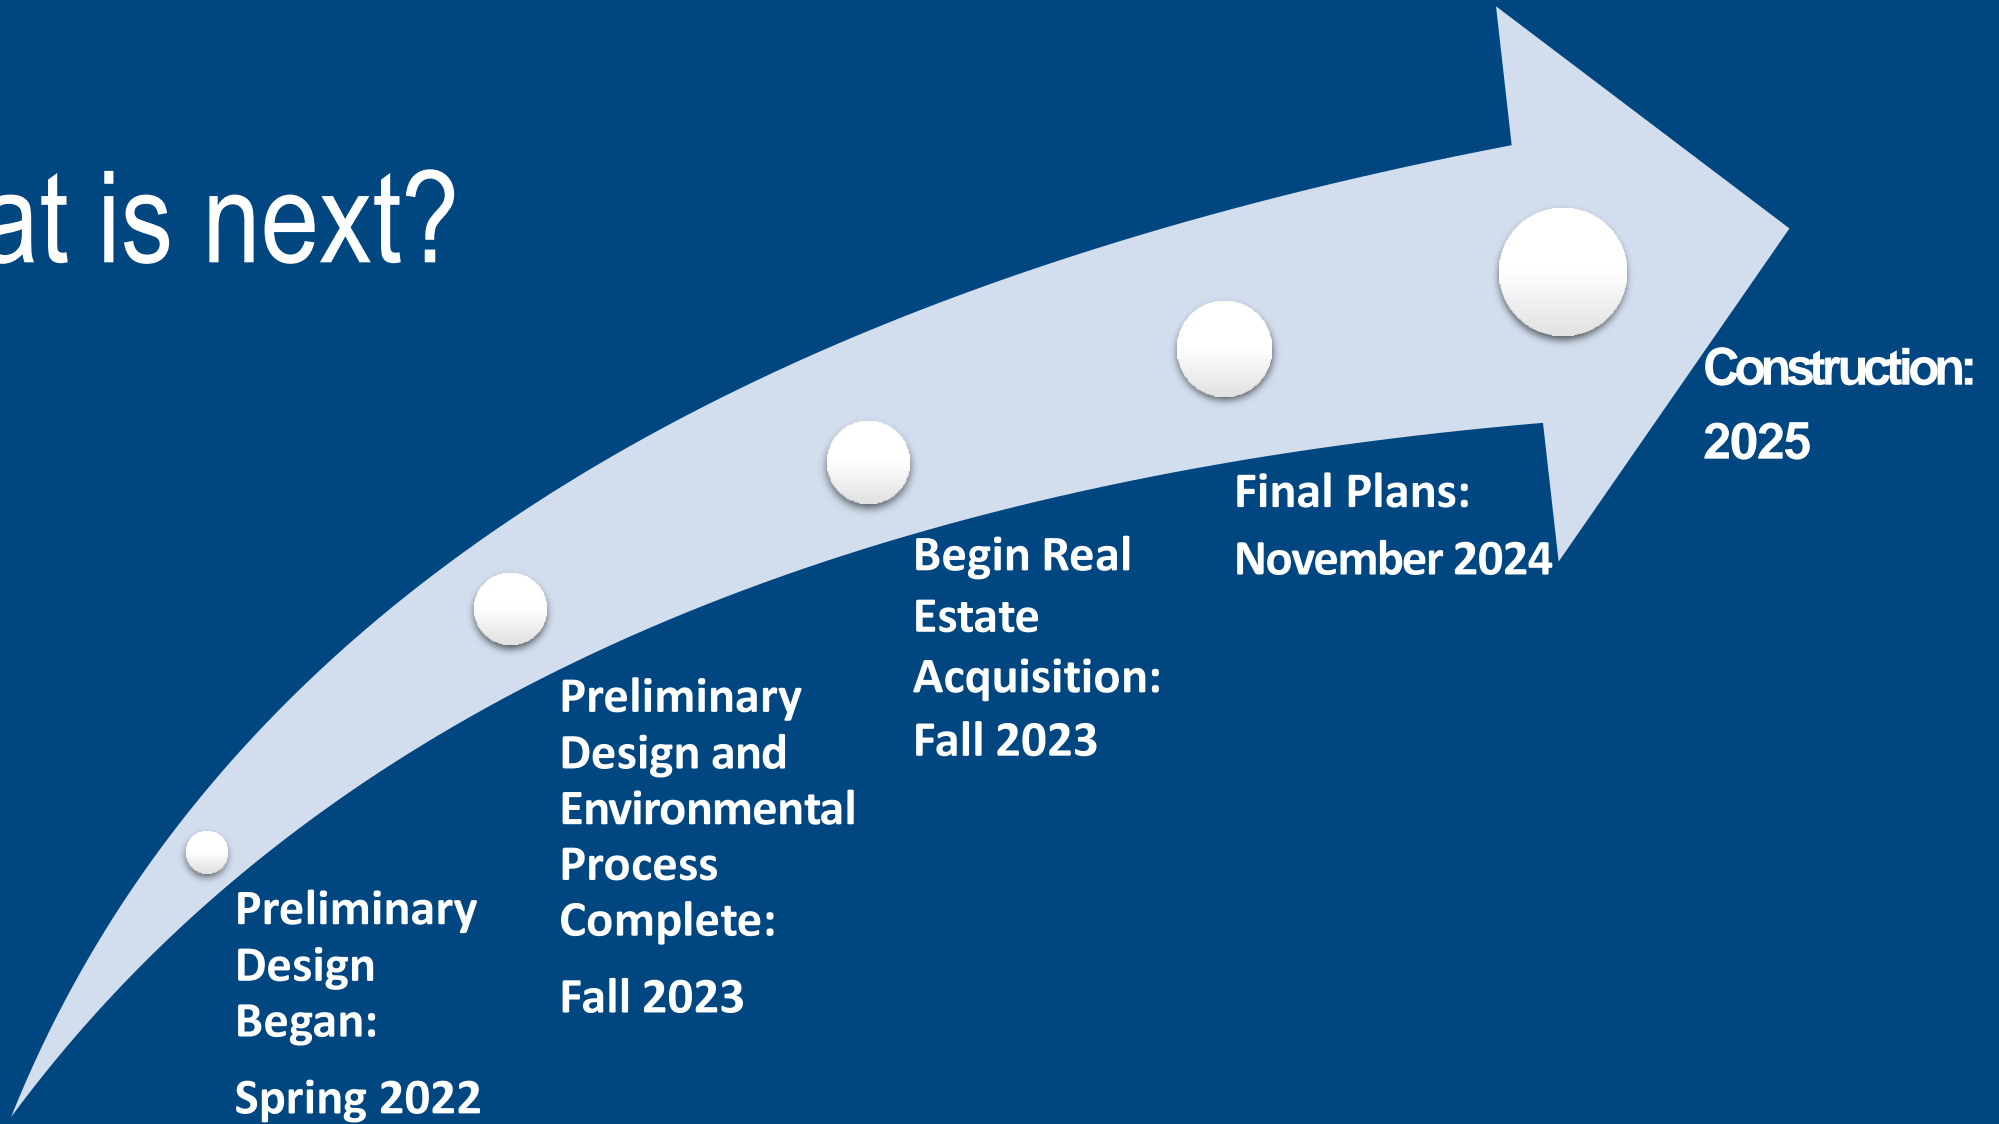 at is next?
Construction:
2025
Final Plans:
November 2024
Begin Real
Estate
Acquisition:
Fall 2023
Preliminary
Design and
Environmental
Process
Complete:
Fall 2023
Preliminary
Design
Began:
Spring 2022